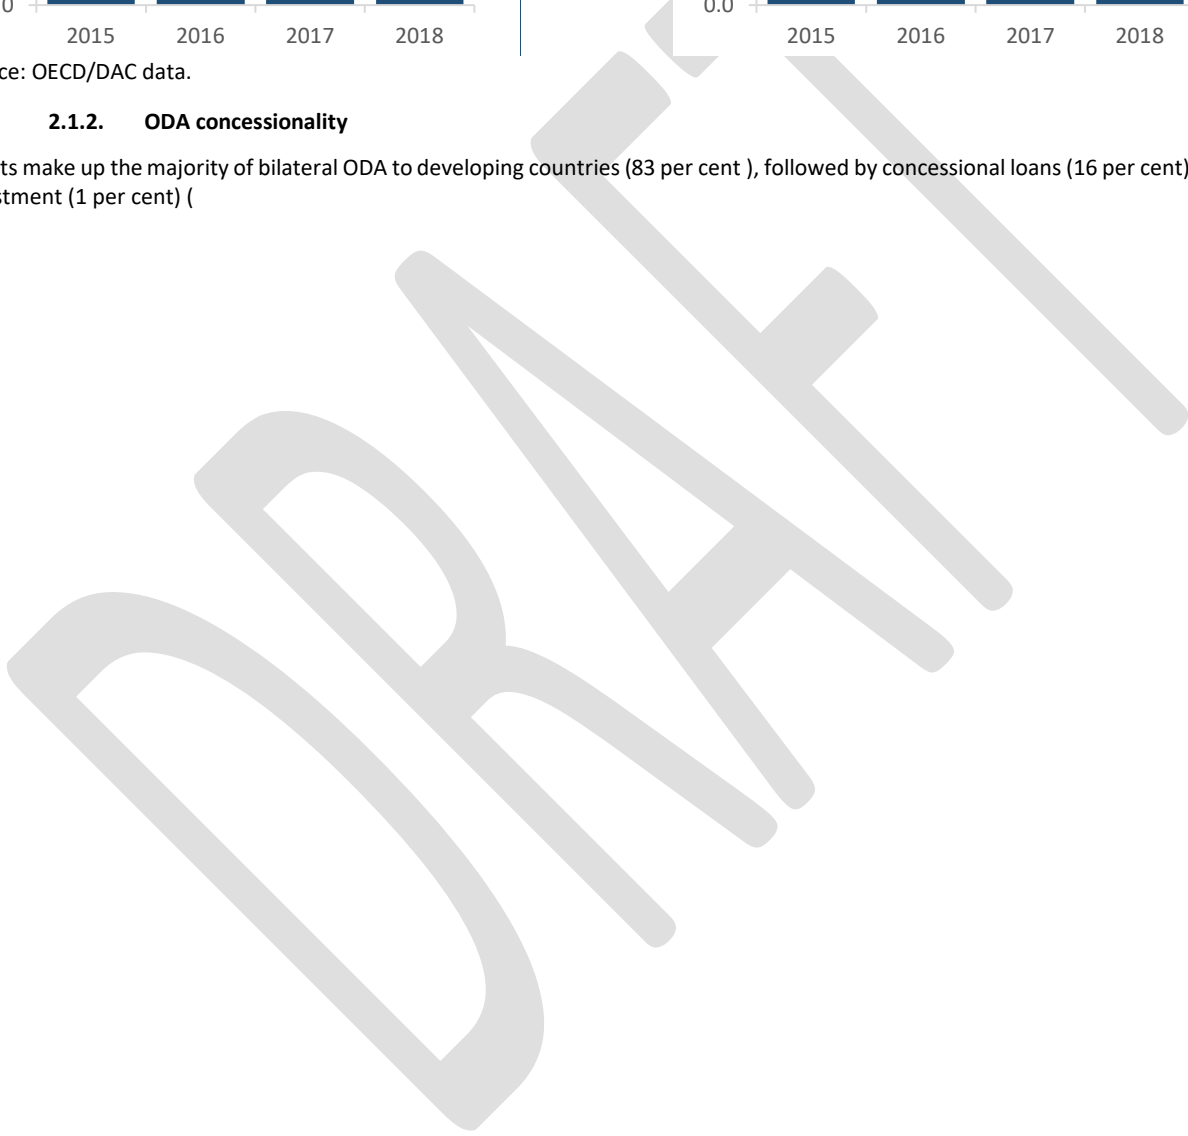 0 0.0
2015 2016 2017 2018 2015 2016 2017 2018
ce: OECD/DAC data.
2.1.2. ODA concessionality
ts make up the majority of bilateral ODA to developing countries (83 per cent ), followed by concessional loans (16 per cent)
stment (1 per cent) (
DRAFT